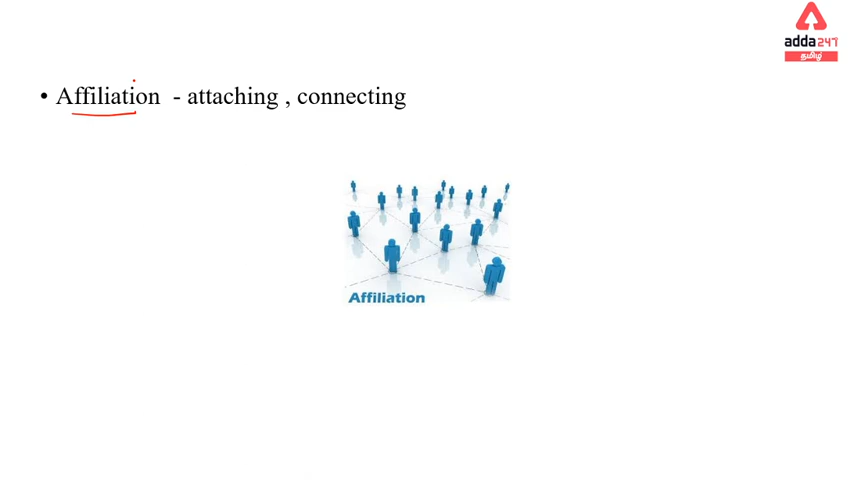 adda247
தமிழ்
• Affiliation - attaching , connecting
Affiliation